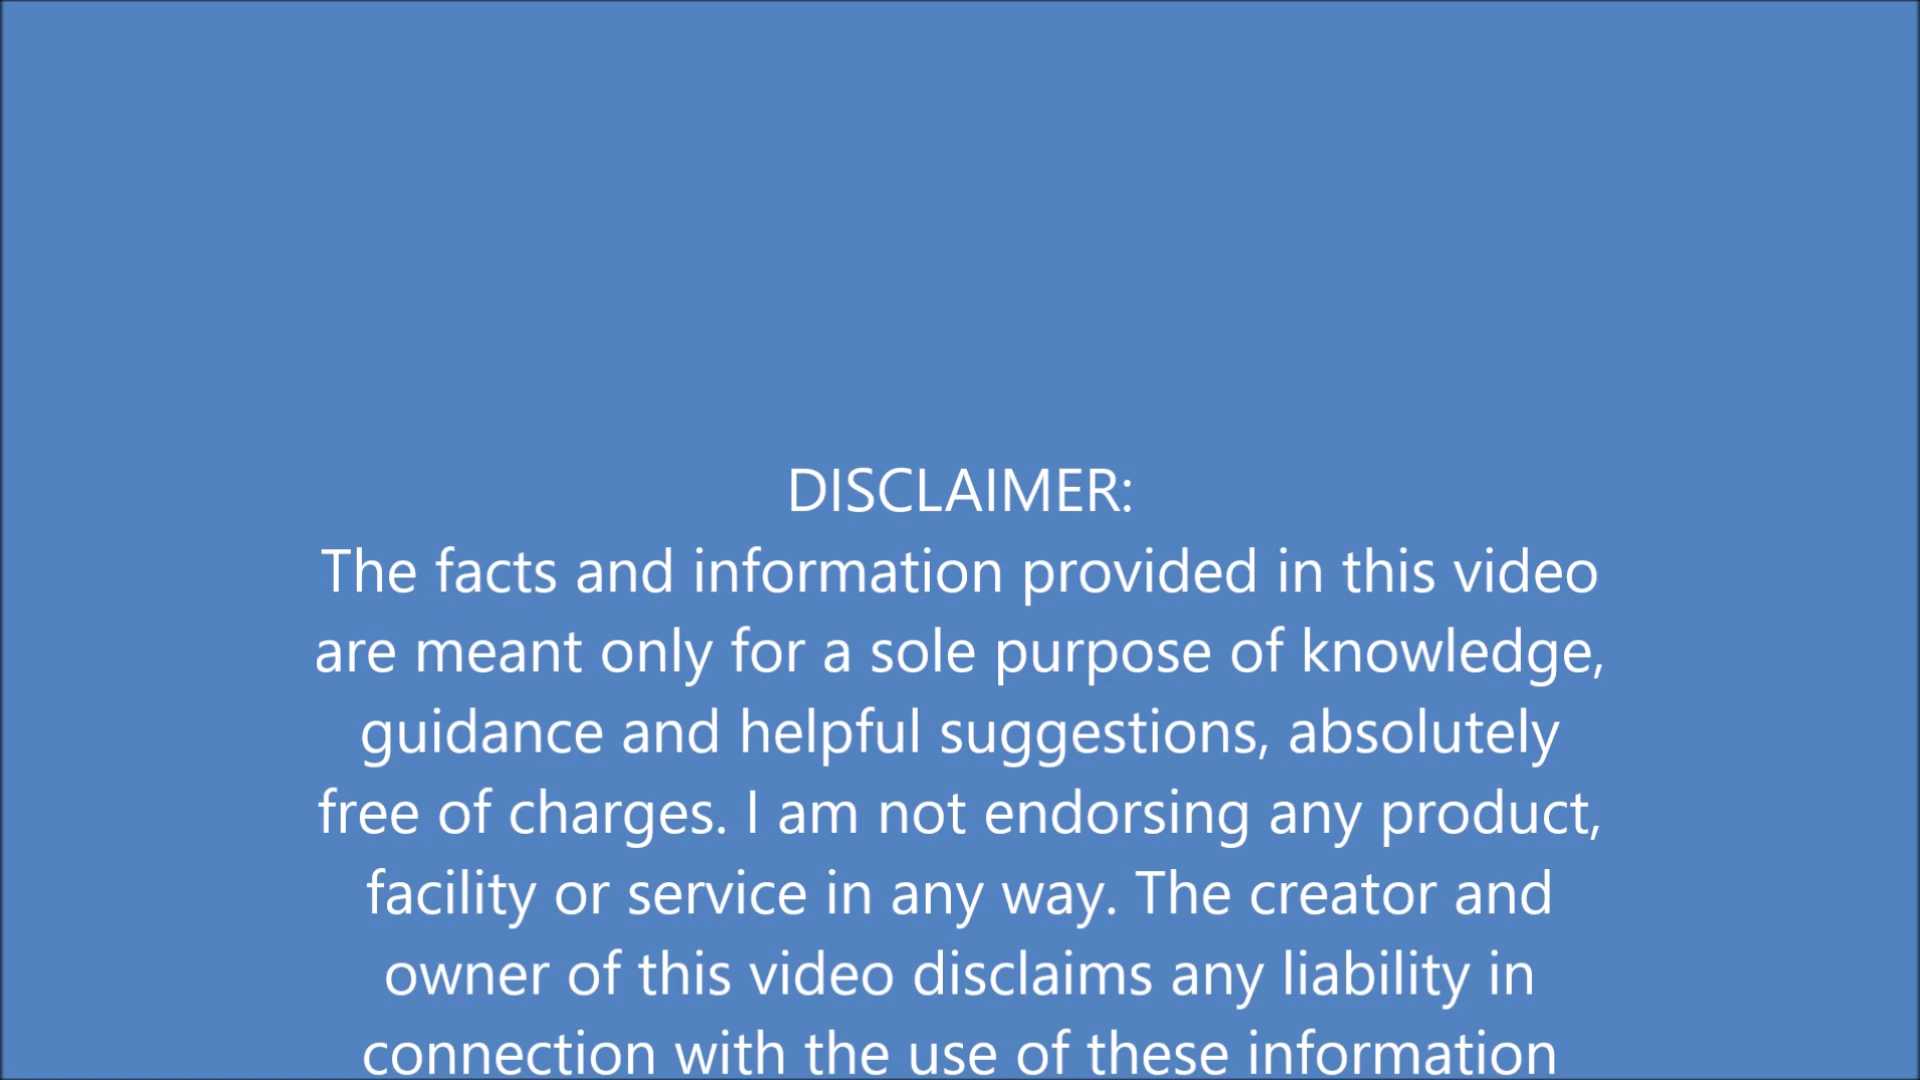 DISCLAIMER:
The facts and information provided in this video
are meant only for a sole purpose of knowledge,
guidance and helpful suggestions, absolutely
free of charges. I am not endorsing any product,
facility or service in any way. The creator and
owner of this video disclaims any liability in
connection with the use of these information